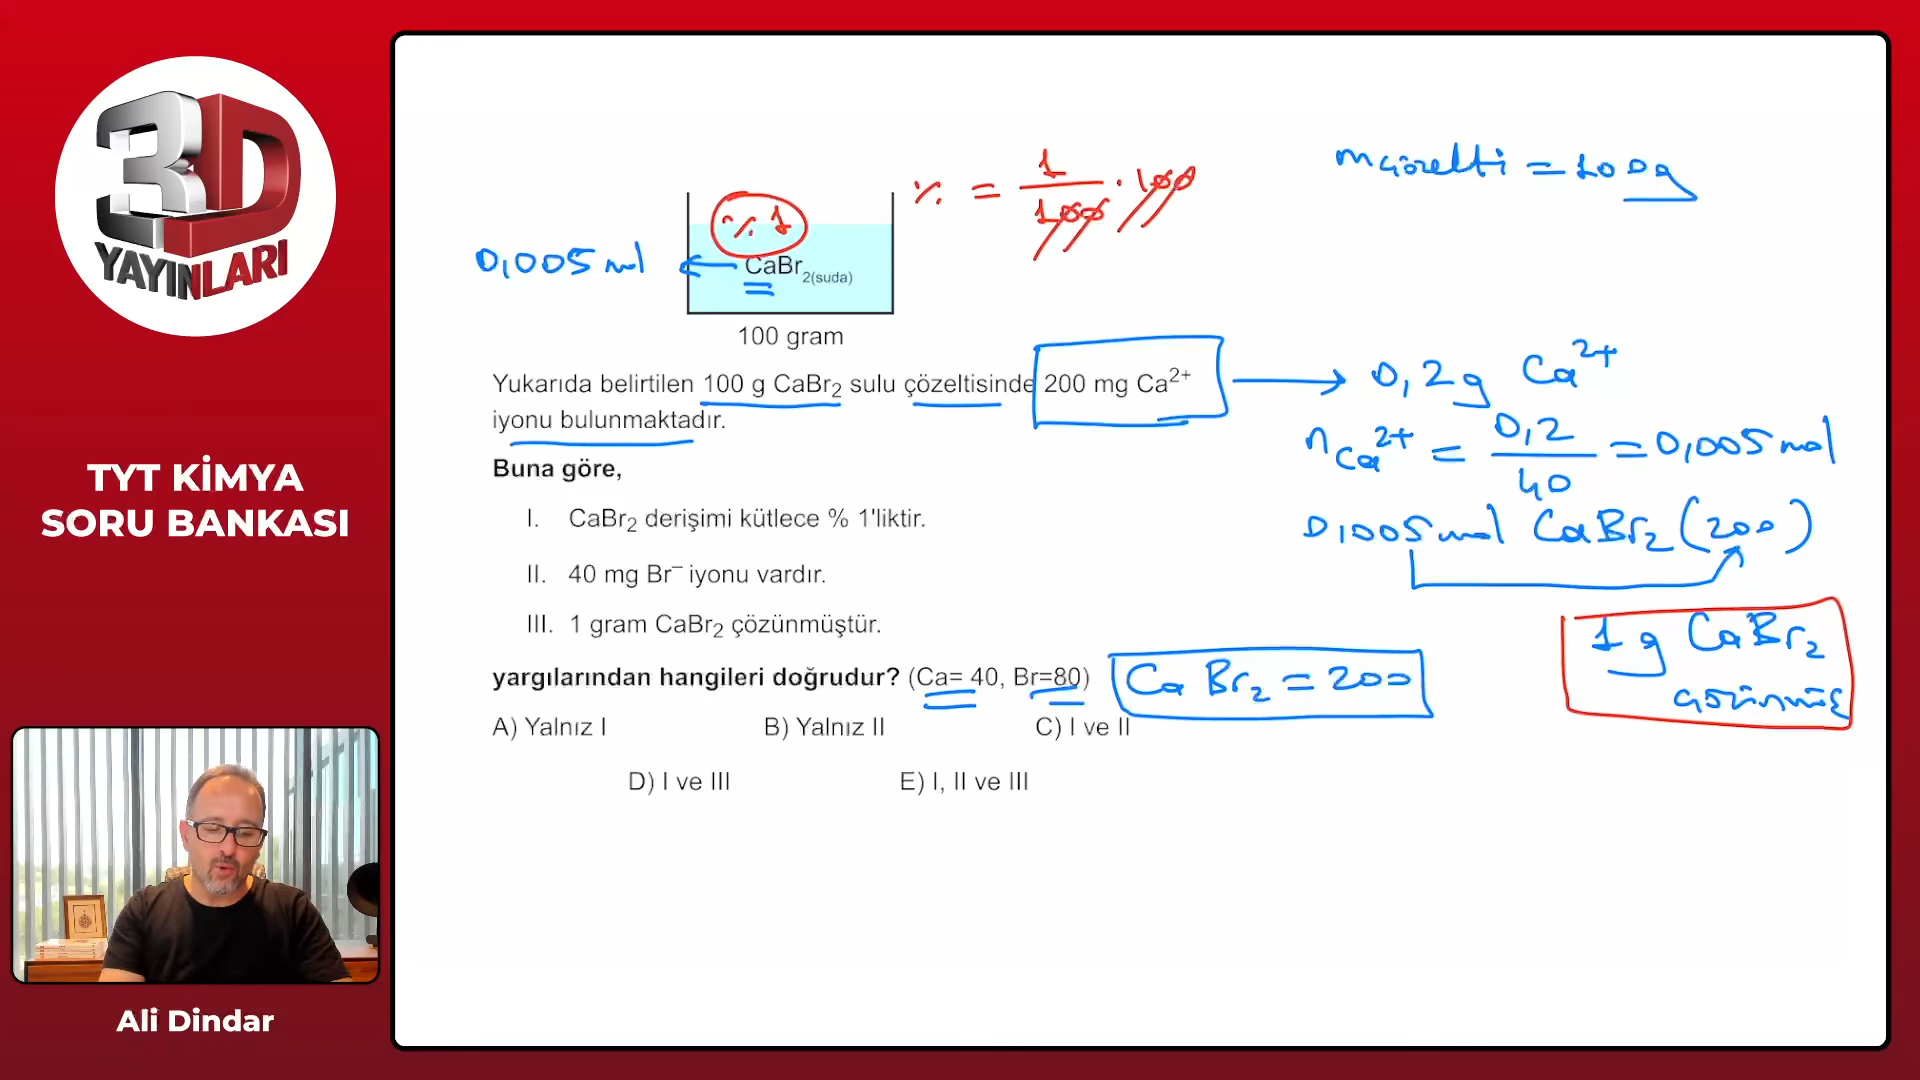 3D
YAYINLARI
TYT KİMYA
SORU BANKASI
Ali Dindar
% = 1/100 · 100
mçözelti = 100g
% 1
0,005 mol ← CaBr2(suda)
100 gram
Yukarıda belirtilen 100 g CaBr₂ sulu çözeltisinde 200 mg Ca²⁺ → 0,2g Ca²⁺
iyonu bulunmaktadır.
nCa²⁺ = 0,2/40 = 0,005 mol
Buna göre,
0,005 mol CaBr₂ (200)
I. CaBr₂ derişimi kütlece % 1'liktir.
II. 40 mg Br⁻ iyonu vardır.
III. 1 gram CaBr₂ çözünmüştür.
1 g CaBr₂
çözünmüş
yargılarından hangileri doğrudur? (Ca= 40, Br=80) CaBr₂ = 200
A) Yalnız I B) Yalnız II C) I ve II
D) I ve III E) I, II ve III